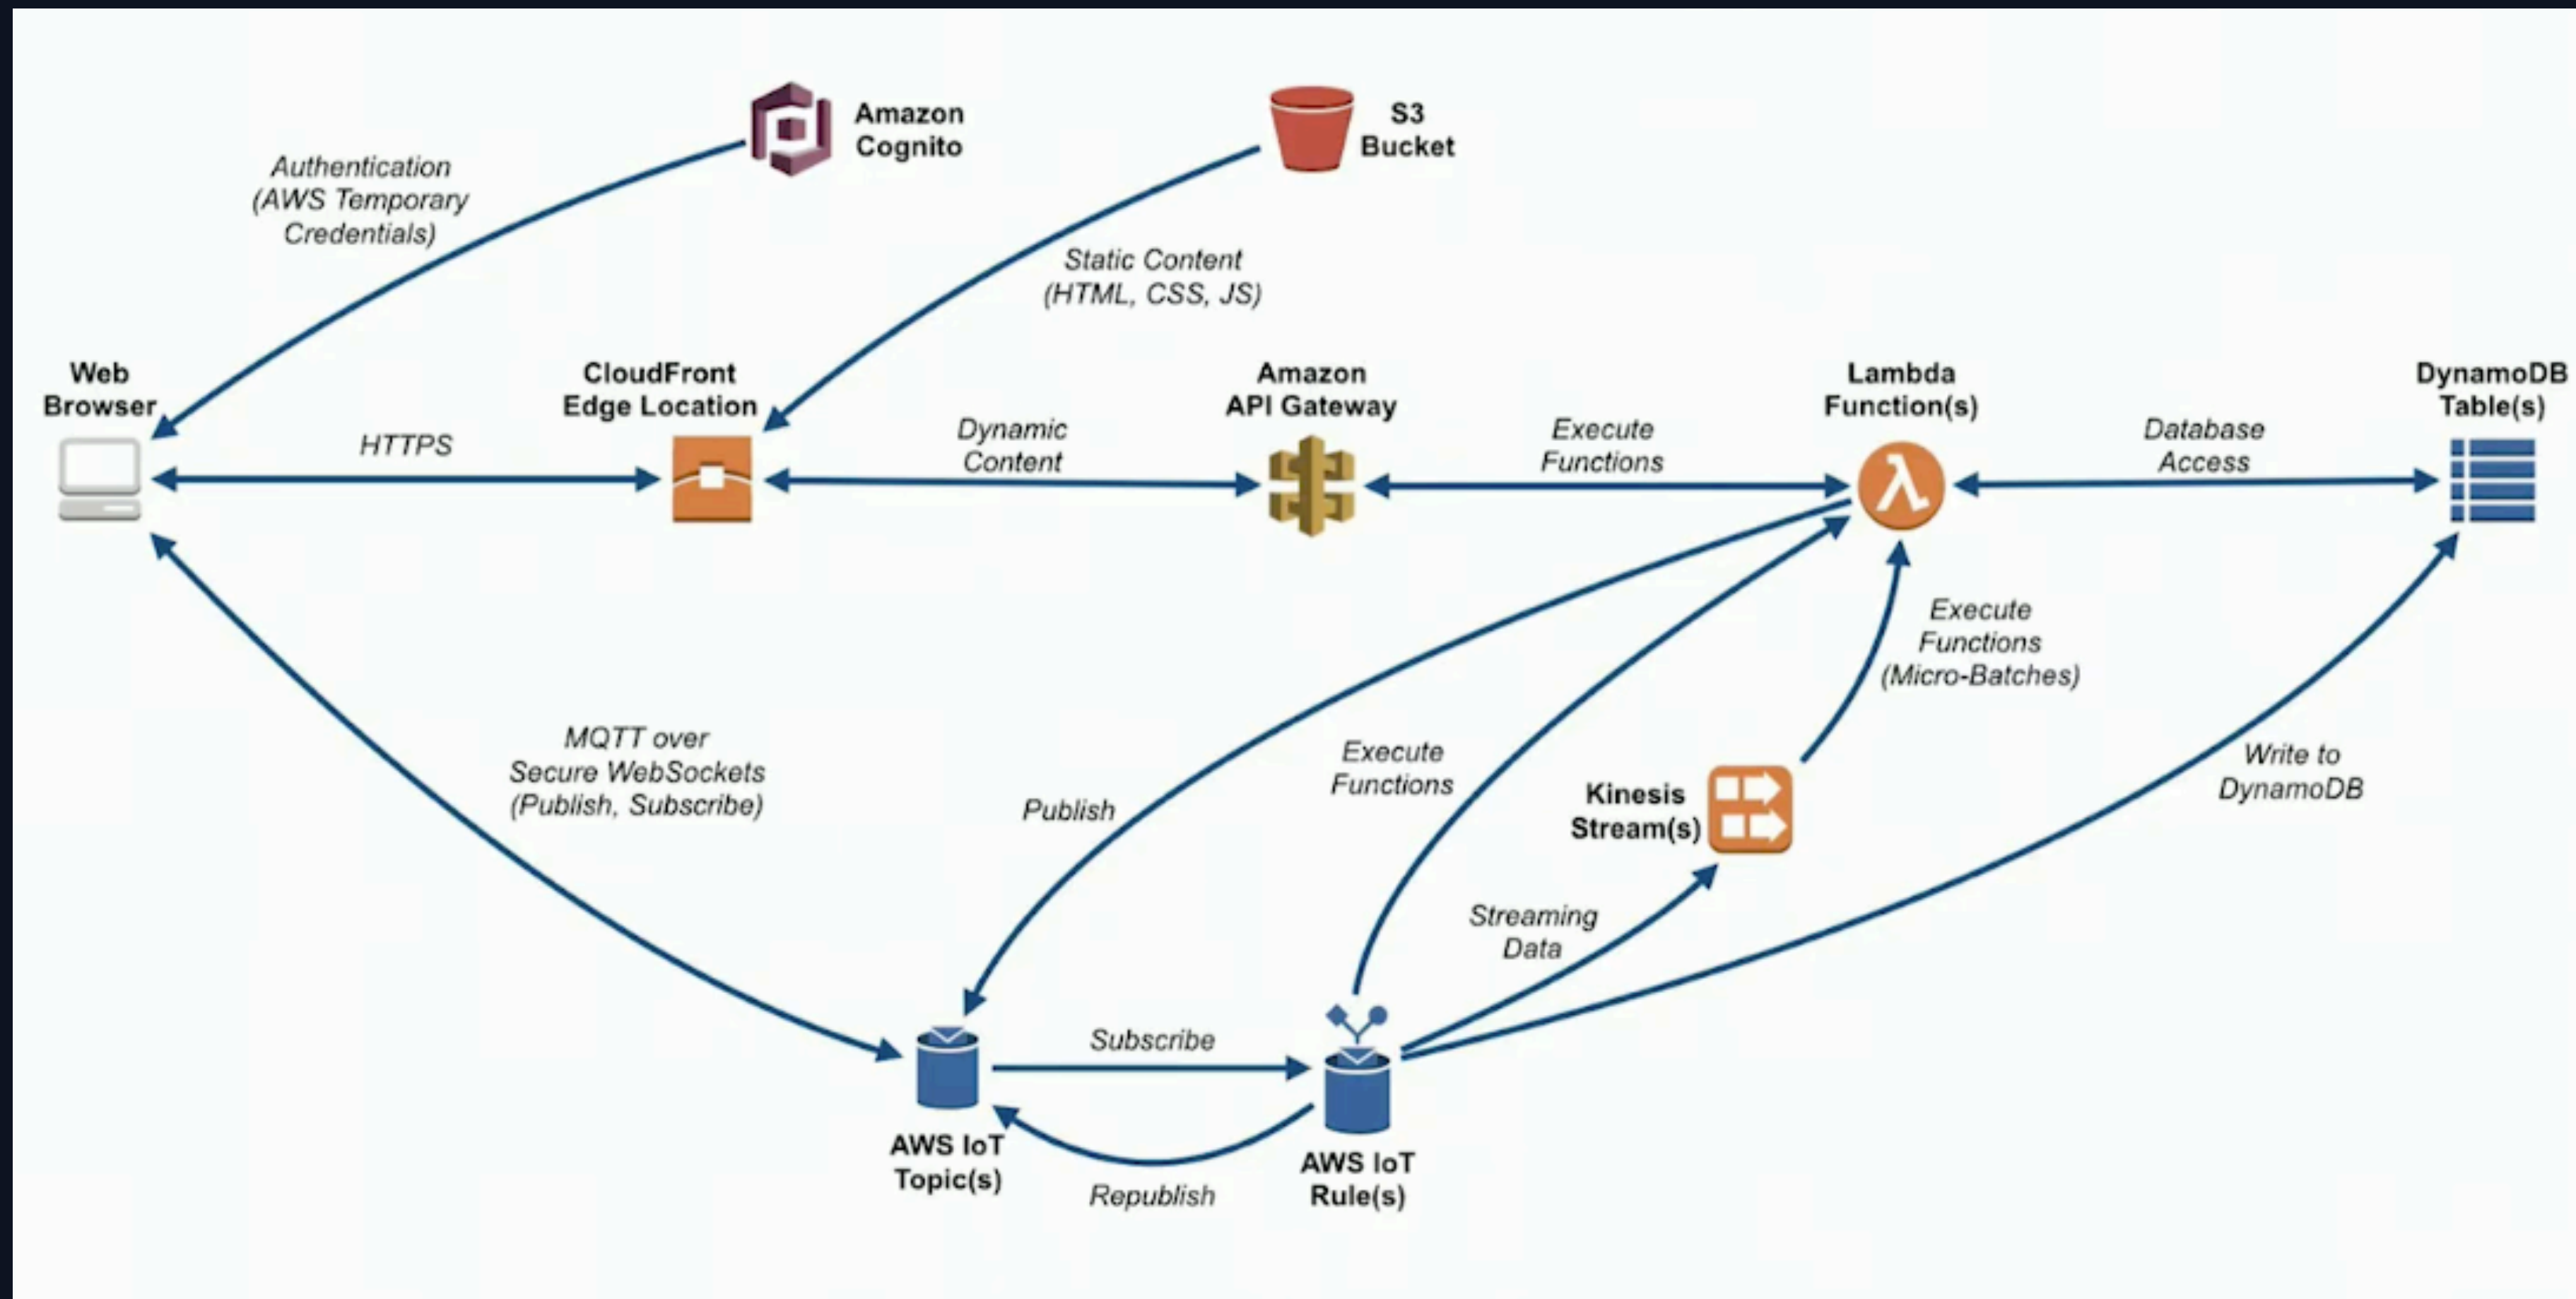 Amazon
Cognito
S3
Bucket
Authentication
(AWS Temporary
Credentials)
Static Content
(HTML, CSS, JS)
Web
Browser
CloudFront
Edge Location
Amazon
API Gateway
Lambda
Function(s)
DynamoDB
Table(s)
HTTPS
Dynamic
Content
Execute
Functions
Database
Access
Execute
Functions
(Micro-Batches)
MQTT over
Secure WebSockets
(Publish, Subscribe)
Publish
Execute
Functions
Kinesis
Stream(s)
Write to
DynamoDB
Streaming
Data
Subscribe
AWS IoT
Topic(s)
Republish
AWS IoT
Rule(s)